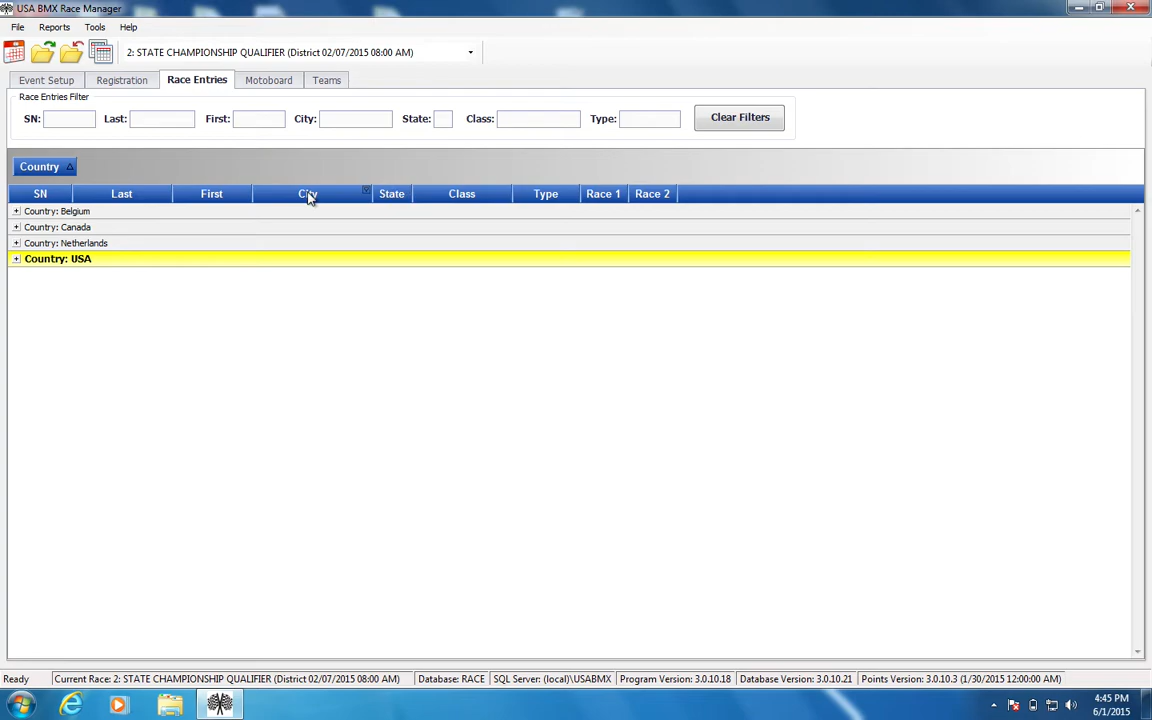 USA BMX Race Manager
File Reports Tools Help
2: STATE CHAMPIONSHIP QUALIFIER (District 02/07/2015 08:00 AM)
Event Setup Registration Race Entries Motoboard Teams
Race Entries Filter
SN: Last: First: City: State: Class: Type: Clear Filters
Country
SN Last First City State Class Type Race 1 Race 2
Country: Belgium
Country: Canada
Country: Netherlands
Country: USA
Ready Current Race: 2: STATE CHAMPIONSHIP QUALIFIER (District 02/07/2015 08:00 AM) Database: RACE SQL Server: (local)\USABMX Program Version: 3.0.10.18 Database Version: 3.0.10.21 Points Version: 3.0.10.3 (1/30/2015 12:00:00 AM)
4:45 PM
6/1/2015